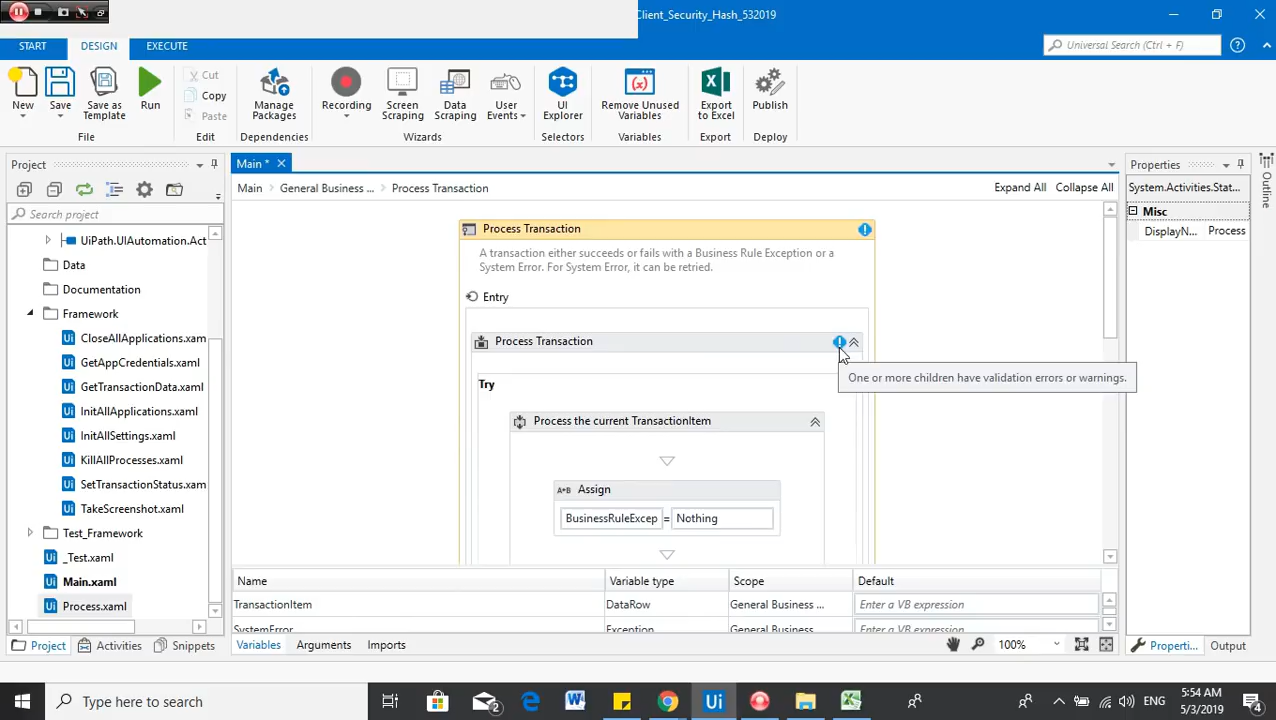 Client_Security_Hash_532019
START DESIGN EXECUTE
Universal Search (Ctrl + F)
New Save Save as Template Run
Cut
Copy
Paste
Manage Packages
Recording Screen Scraping Data Scraping User Events
UI Explorer
Remove Unused Variables
Export to Excel
Publish
File Edit Dependencies Wizards Selectors Variables Export Deploy
Project
Search project
UiPath.UIAutomation.Act
Data
Documentation
Framework
CloseAllApplications.xam
GetAppCredentials.xaml
GetTransactionData.xaml
InitAllApplications.xaml
InitAllSettings.xaml
KillAllProcesses.xaml
SetTransactionStatus.xam
TakeScreenshot.xaml
Test_Framework
_Test.xaml
Main.xaml
Process.xaml
Project Activities Snippets
Main *
Main General Business ... Process Transaction
Expand All Collapse All
Process Transaction
A transaction either succeeds or fails with a Business Rule Exception or a
System Error. For System Error, it can be retried.
Entry
Process Transaction
One or more children have validation errors or warnings.
Try
Process the current TransactionItem
A+B Assign
BusinessRuleExcep = Nothing
Name Variable type Scope Default
TransactionItem DataRow General Business ... Enter a VB expression
SystemError Exception General Business Enter a VB expression
Variables Arguments Imports
100%
Properties
System.Activities.Stat...
Misc
DisplayN... Process
Outline
Properti... Output
Type here to search
2
Ui
ENG
5:54 AM
5/3/2019
4